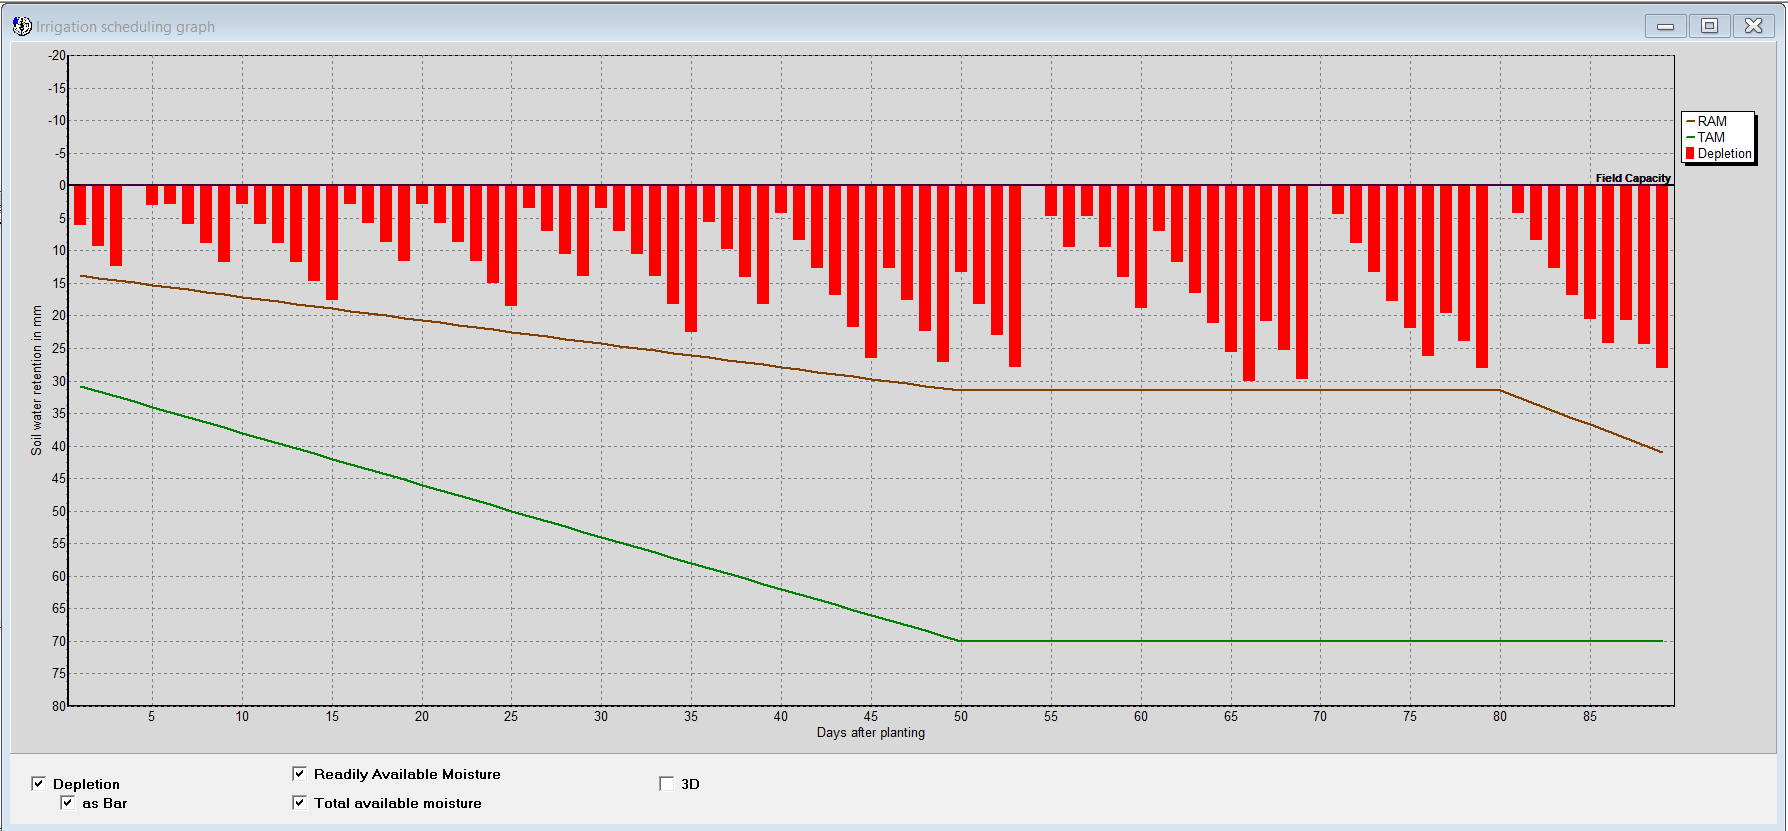 Irrigation scheduling graph
-20
-15
-10
-5
0
5
10
15
20
25
30
35
40
45
50
55
60
65
70
75
80
Soil water retention in mm
Field Capacity
RAM
TAM
Depletion
5 10 15 20 25 30 35 40 45 50 55 60 65 70 75 80 85
Days after planting
Depletion
as Bar
Readily Available Moisture
Total available moisture
3D